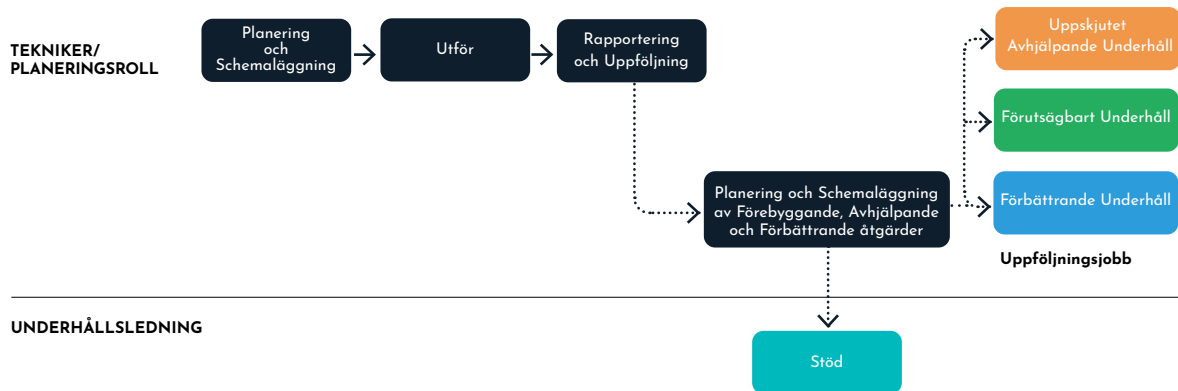 TEKNIKER/
PLANERINGSROLL
Planering
och
Schemaläggning
Utför
Rapportering
och Uppföljning
Uppskjutet
Avhjälpande Underhåll
Förutsägbart Underhåll
Planering och Schemaläggning
av Förebyggande, Avhjälpande
och Förbättrande åtgärder
Förbättrande Underhåll
Uppföljningsjobb
UNDERHÅLLSLEDNING
Stöd